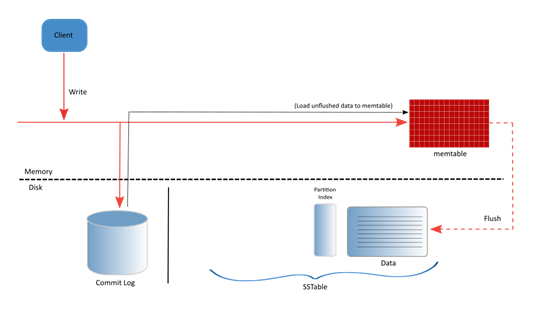 Client
Write
(Load unflushed data to memtable)
memtable
Memory
Disk
Partition
Index
Flush
Data
Commit Log
SSTable